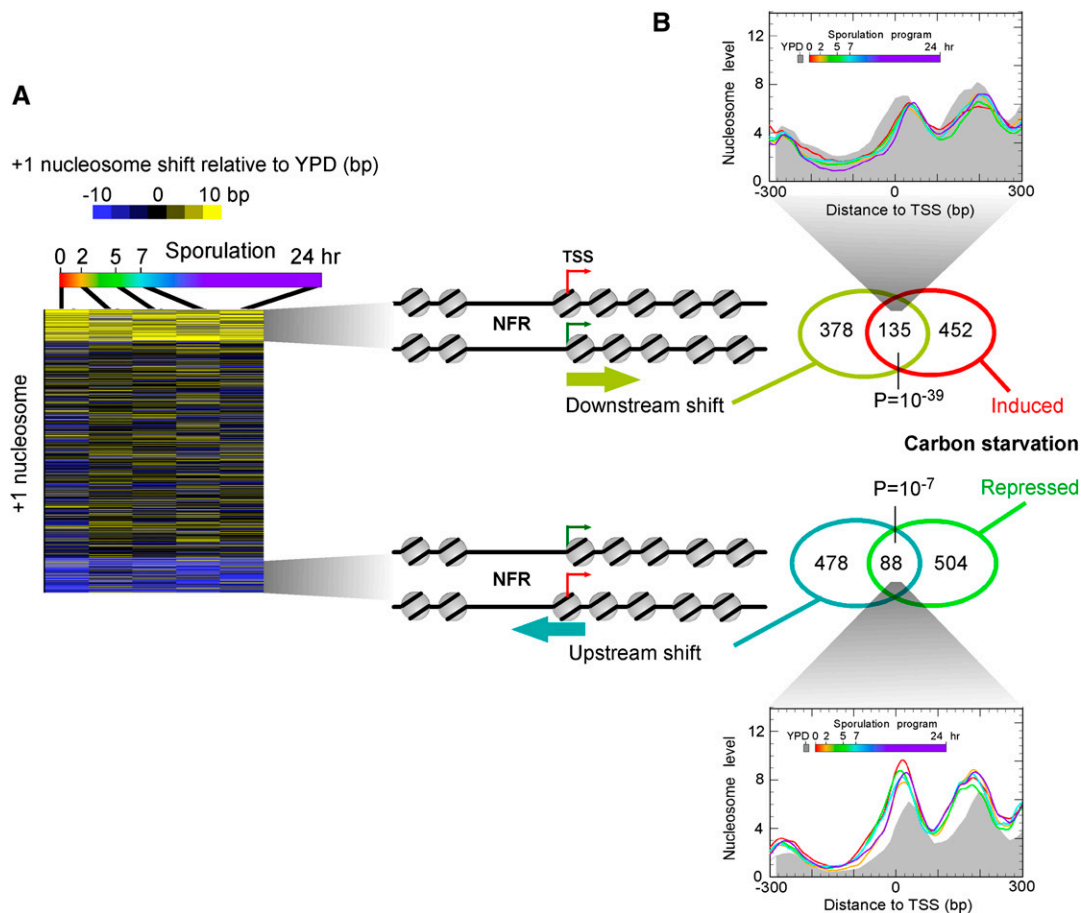 A
+1 nucleosome shift relative to YPD (bp)
-10 0 10 bp
0 2 5 7 Sporulation 24 hr
+1 nucleosome
TSS
NFR
Downstream shift
NFR
Upstream shift
B
Nucleosome level
12
8
4
0
Sporulation program
YPD 0 2 5 7 24 hr
-300 0 300
Distance to TSS (bp)
378 135 452
P=10-39
Induced
Carbon starvation
P=10-7
Repressed
478 88 504
Nucleosome level
12
8
4
0
Sporulation program
YPD 0 2 5 7 24 hr
-300 0 300
Distance to TSS (bp)